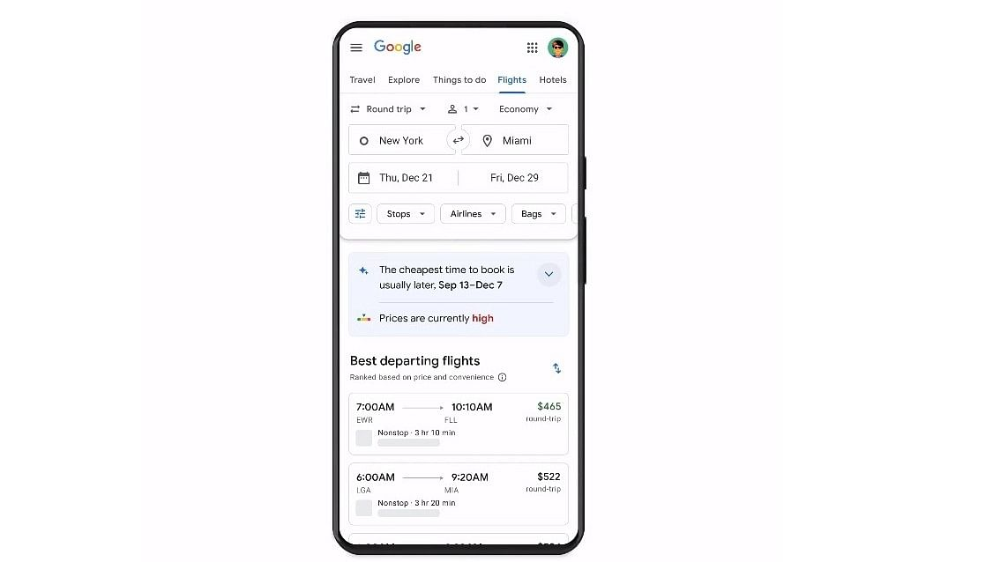 Google
Travel Explore Things to do Flights Hotels
Round trip 1 Economy
New York Miami
Thu, Dec 21 Fri, Dec 29
Stops Airlines Bags
The cheapest time to book is
usually later, Sep 13–Dec 7
Prices are currently high
Best departing flights
Ranked based on price and convenience
7:00AM 10:10AM $465
EWR FLL round-trip
Nonstop · 3 hr 10 min
6:00AM 9:20AM $522
LGA MIA round-trip
Nonstop · 3 hr 20 min